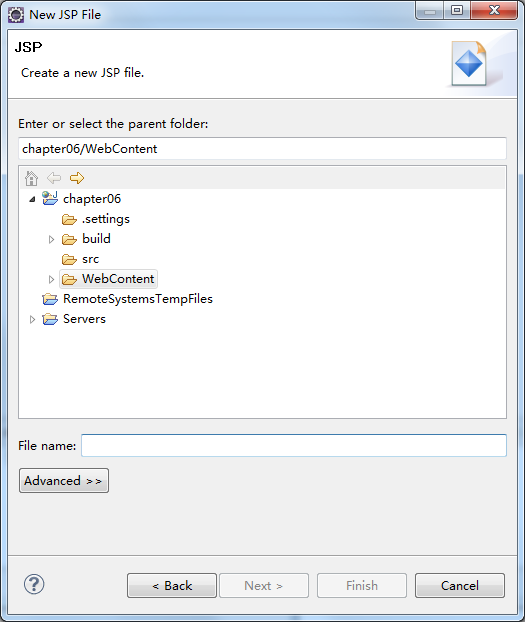 New JSP File
JSP
Create a new JSP file.
Enter or select the parent folder:
chapter06/WebContent
chapter06
.settings
build
src
WebContent
RemoteSystemsTempFiles
Servers
File name:
Advanced >>
< Back
Next >
Finish
Cancel